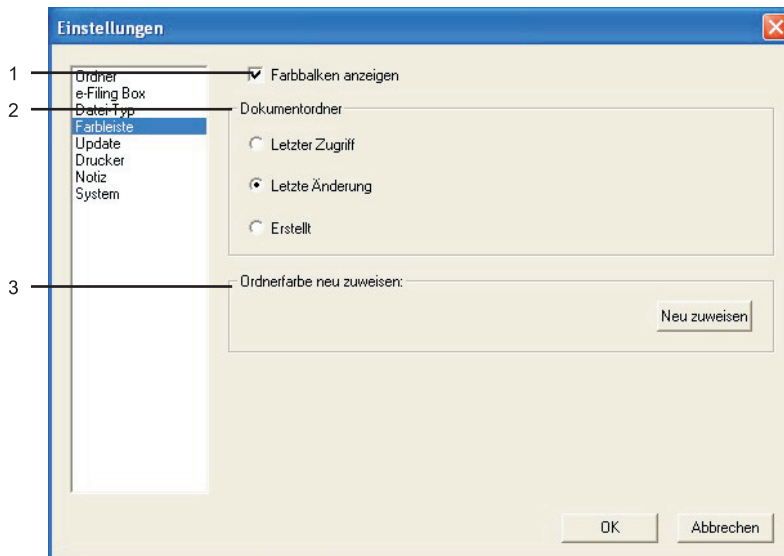 Einstellungen
1
Ordner
e-Filing Box
Datei-Typ
Farbleiste
Update
Drucker
Notiz
System
Farbbalken anzeigen
2
Dokumentordner
Letzter Zugriff
Letzte Änderung
Erstellt
3
Ordnerfarbe neu zuweisen:
Neu zuweisen
OK
Abbrechen